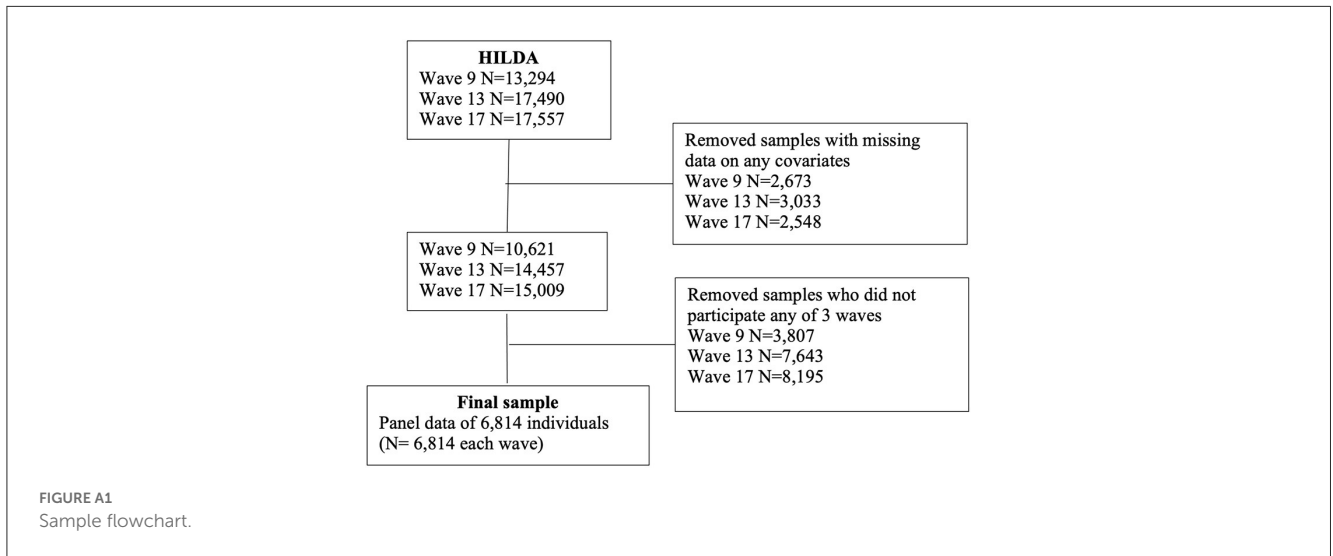 HILDA
Wave 9 N=13,294
Wave 13 N=17,490
Wave 17 N=17,557
Removed samples with missing
data on any covariates
Wave 9 N=2,673
Wave 13 N=3,033
Wave 17 N=2,548
Wave 9 N=10,621
Wave 13 N=14,457
Wave 17 N=15,009
Removed samples who did not
participate any of 3 waves
Wave 9 N=3,807
Wave 13 N=7,643
Wave 17 N=8,195
Final sample
Panel data of 6,814 individuals
(N= 6,814 each wave)
FIGURE A1
Sample flowchart.